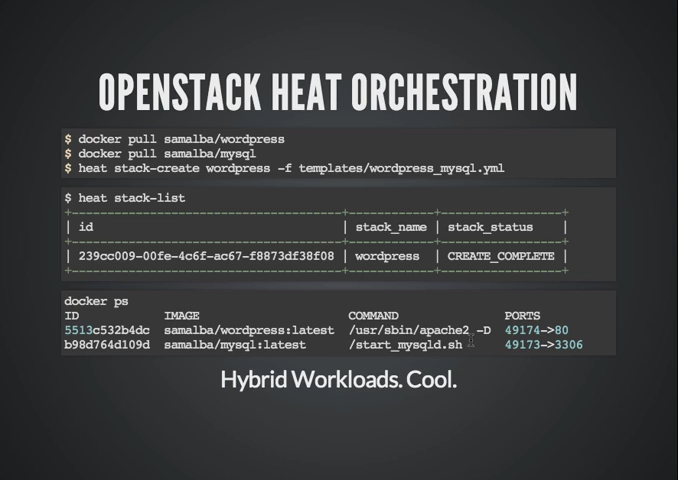 OPENSTACK HEAT ORCHESTRATION
$ docker pull samalba/wordpress
$ docker pull samalba/mysql
$ heat stack-create wordpress -f templates/wordpress_mysql.yml
$ heat stack-list
+--------------------------------------+------------+-----------------+
| id                                   | stack_name | stack_status    |
+--------------------------------------+------------+-----------------+
| 239cc009-00fe-4c6f-ac67-f8873df38f08 | wordpress | CREATE_COMPLETE |
+--------------------------------------+------------+-----------------+
docker ps
ID IMAGE COMMAND PORTS
5513c532b4dc samalba/wordpress:latest /usr/sbin/apache2 -D 49174->80
b98d764d109d samalba/mysql:latest /start_mysqld.sh 49173->3306
Hybrid Workloads. Cool.